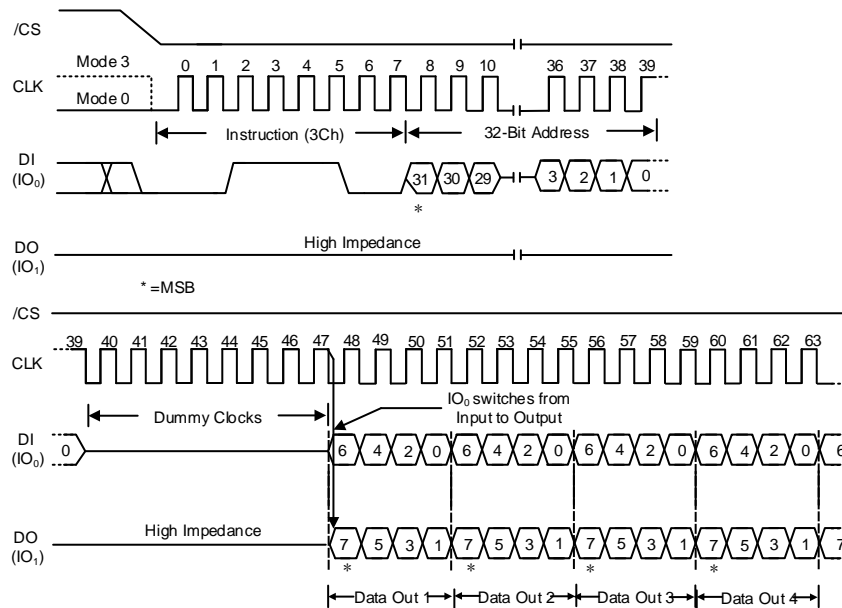 /CS
Mode 3
0 1 2 3 4 5 6 7 8 9 10 36 37 38 39
CLK
Mode 0
Instruction (3Ch) 32-Bit Address
DI
(IO₀)
31 30 29 3 2 1 0
*
High Impedance
DO
(IO₁)
* =MSB
/CS
39 40 41 42 43 44 45 46 47 48 49 50 51 52 53 54 55 56 57 58 59 60 61 62 63
CLK
IO₀ switches from
Input to Output
Dummy Clocks
DI
(IO₀)
0 6 4 2 0 6 4 2 0 6 4 2 0 6 4 2 0 6
High Impedance
DO
(IO₁)
7 5 3 1 7 5 3 1 7 5 3 1 7 5 3 1 7
* * * *
Data Out 1 Data Out 2 Data Out 3 Data Out 4